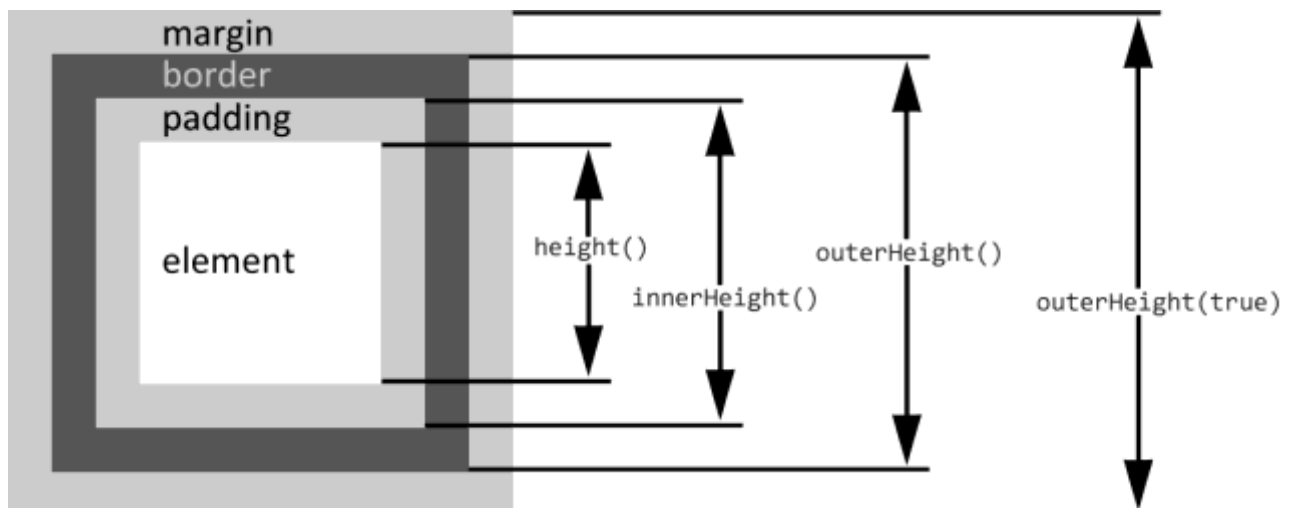 margin
border
padding
element
height()
innerHeight()
outerHeight()
outerHeight(true)